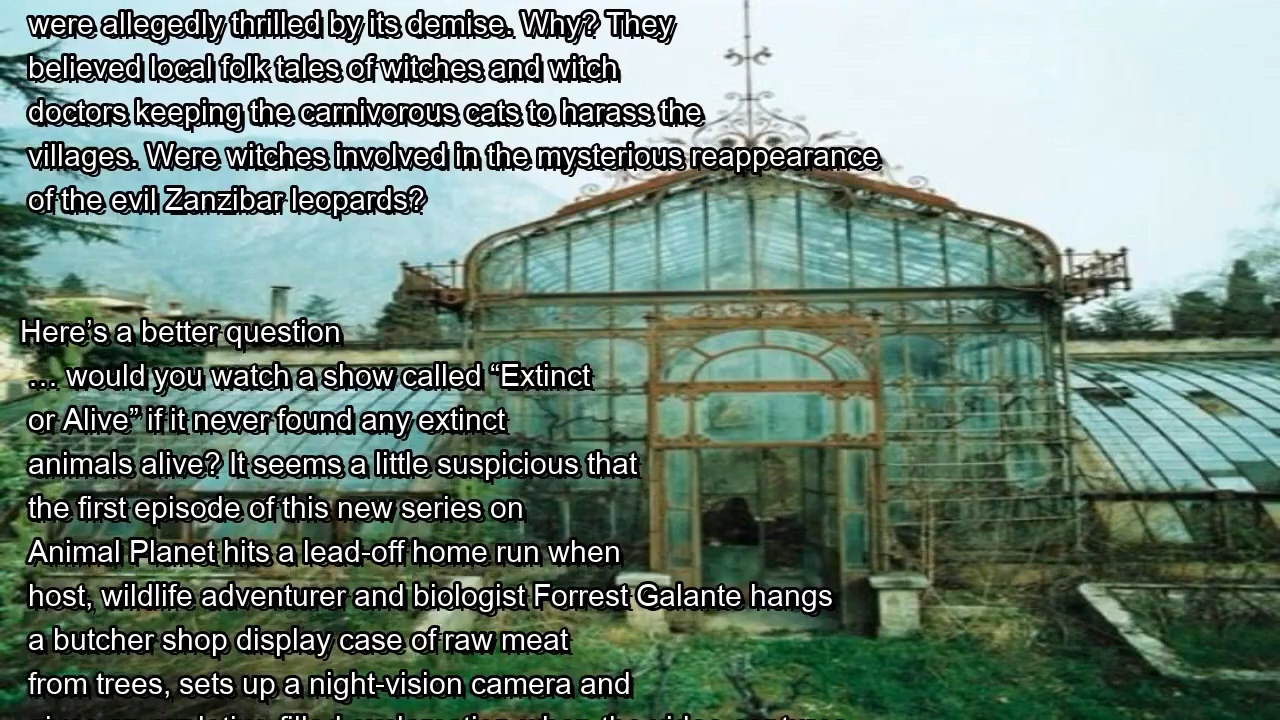 were allegedly thrilled by its demise. Why? They
believed local folk tales of witches and witch
doctors keeping the carnivorous cats to harass the
villages. Were witches involved in the mysterious reappearance
of the evil Zanzibar leopards?
Here’s a better question
… would you watch a show called “Extinct
or Alive” if it never found any extinct
animals alive? It seems a little suspicious that
the first episode of this new series on
Animal Planet hits a lead-off home run when
host, wildlife adventurer and biologist Forrest Galante hangs
a butcher shop display case of raw meat
from trees, sets up a night-vision camera and